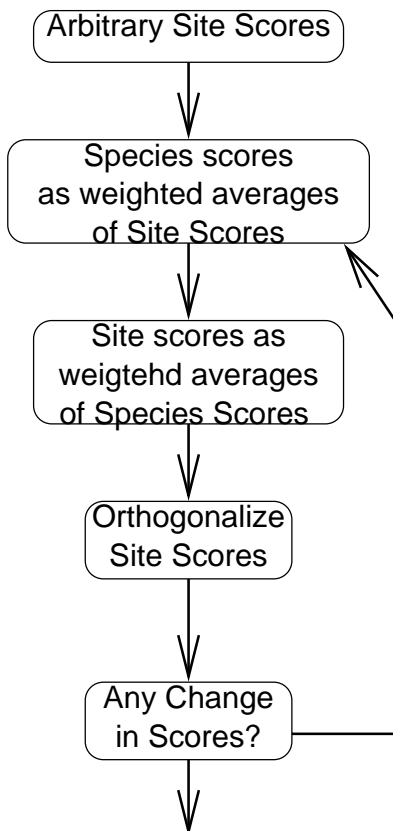 Arbitrary Site Scores
Species scores
as weighted averages
of Site Scores
Site scores as
weigtehd averages
of Species Scores
Orthogonalize
Site Scores
Any Change
in Scores?